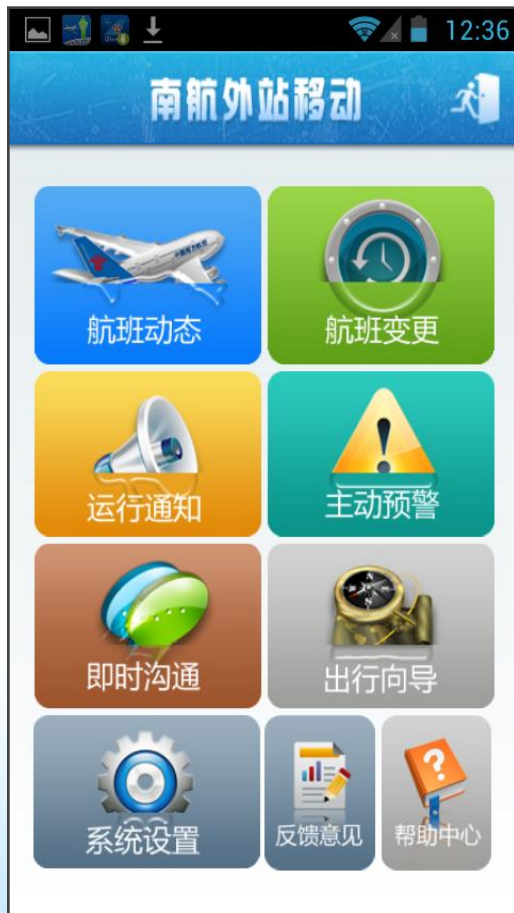 12:36
南航外站移动
航班动态
航班变更
运行通知
主动预警
即时沟通
出行向导
系统设置
反馈意见
帮助中心